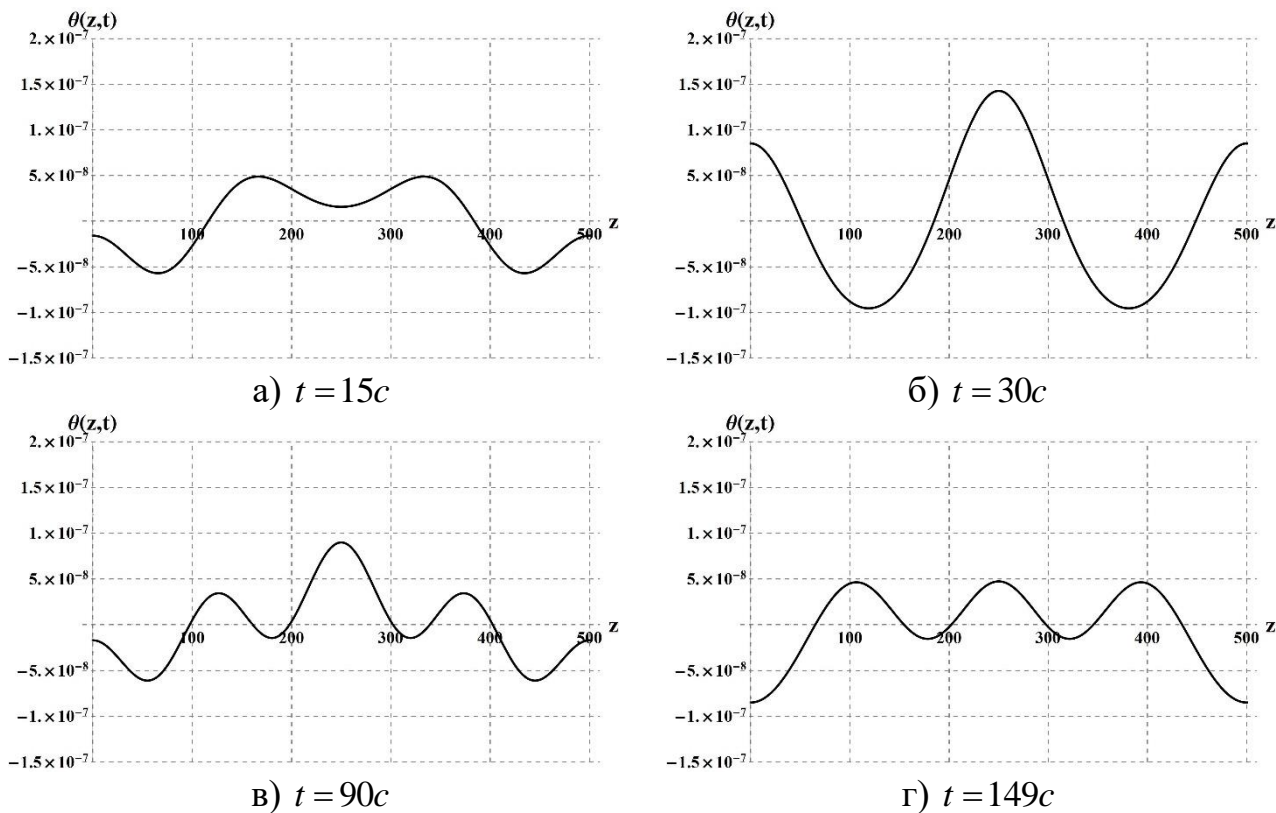 θ(z,t)
2.×10⁻⁷
1.5×10⁻⁷
1.×10⁻⁷
5.×10⁻⁸
100 200 300 400 500 z
−5.×10⁻⁸
−1.×10⁻⁷
−1.5×10⁻⁷
а) t = 15c
θ(z,t)
2.×10⁻⁷
1.5×10⁻⁷
1.×10⁻⁷
5.×10⁻⁸
100 200 300 400 500 z
−5.×10⁻⁸
−1.×10⁻⁷
−1.5×10⁻⁷
б) t = 30c
θ(z,t)
2.×10⁻⁷
1.5×10⁻⁷
1.×10⁻⁷
5.×10⁻⁸
100 200 300 400 500 z
−5.×10⁻⁸
−1.×10⁻⁷
−1.5×10⁻⁷
в) t = 90c
θ(z,t)
2.×10⁻⁷
1.5×10⁻⁷
1.×10⁻⁷
5.×10⁻⁸
100 200 300 400 500 z
−5.×10⁻⁸
−1.×10⁻⁷
−1.5×10⁻⁷
г) t = 149c